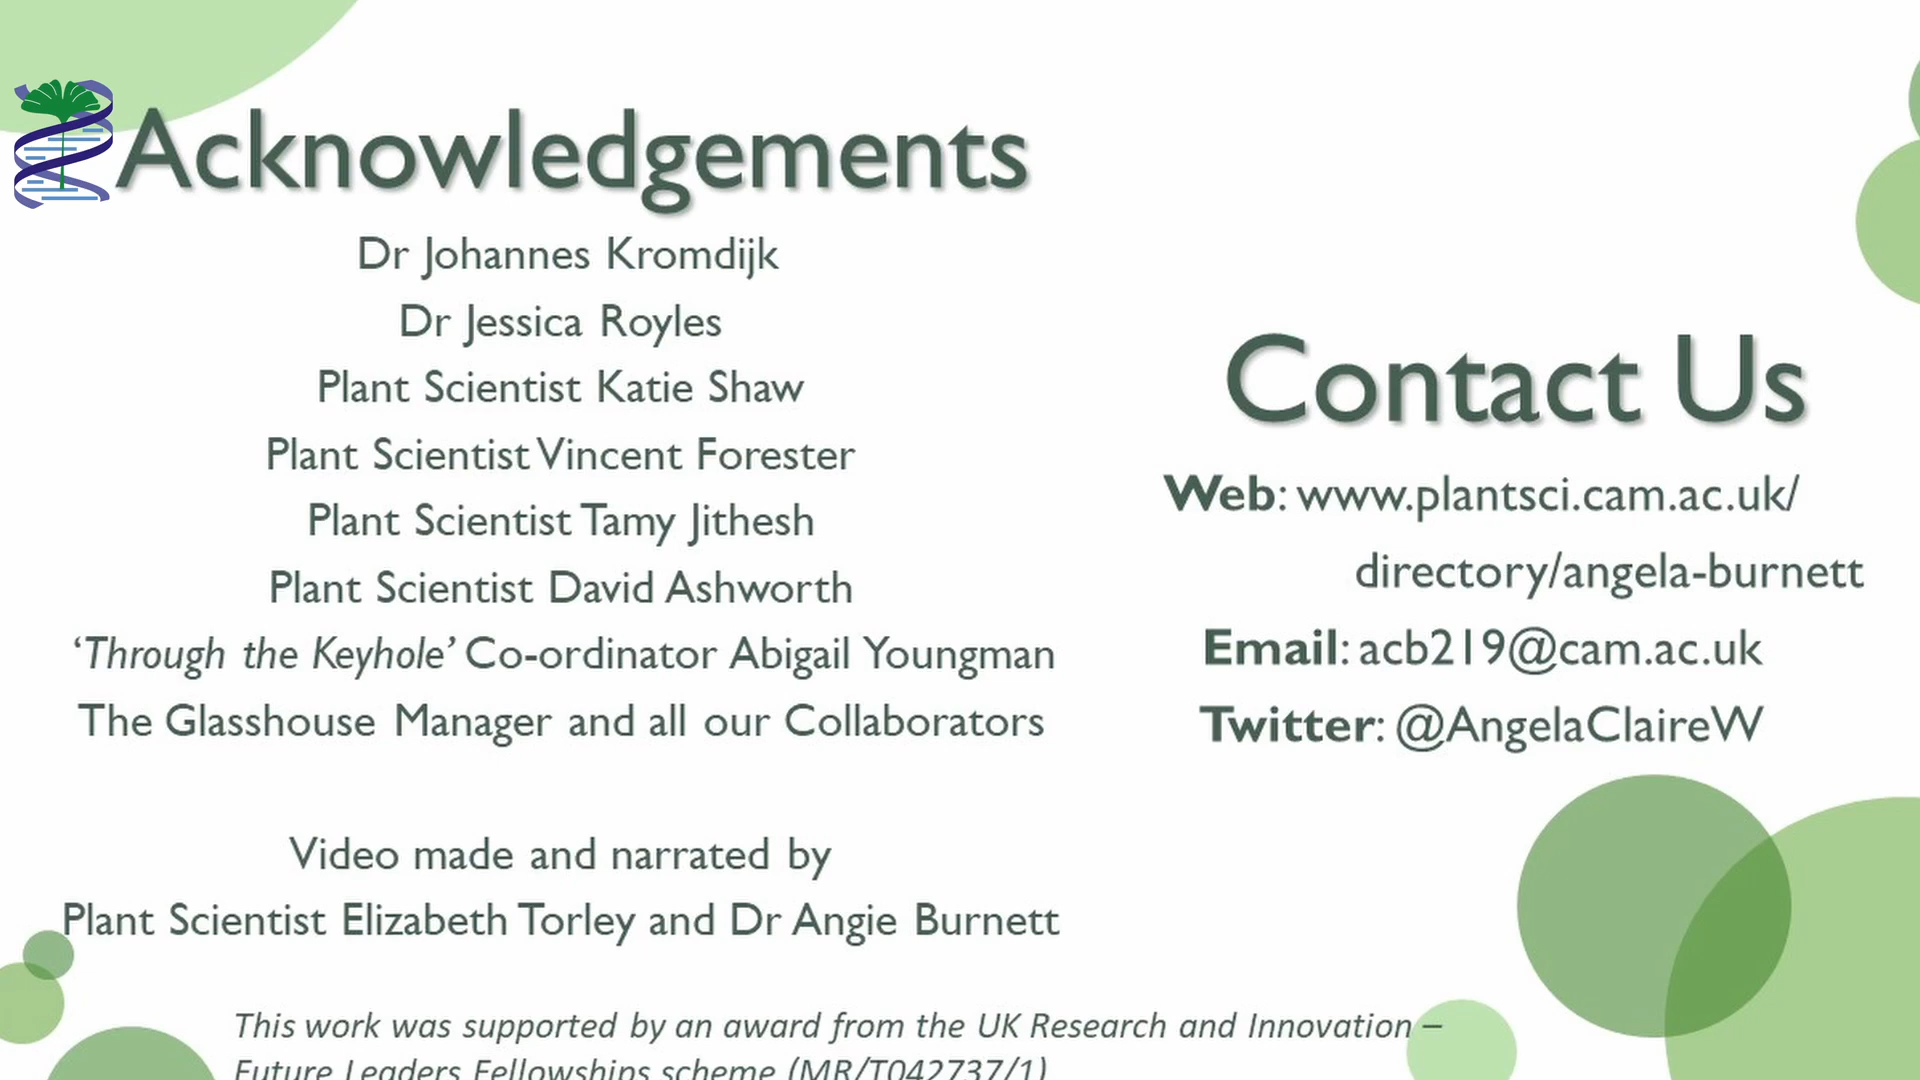 Acknowledgements
Dr Johannes Kromdijk
Dr Jessica Royles
Plant Scientist Katie Shaw
Plant Scientist Vincent Forester
Plant Scientist Tamy Jithesh
Plant Scientist David Ashworth
‘Through the Keyhole’ Co-ordinator Abigail Youngman
The Glasshouse Manager and all our Collaborators
Video made and narrated by
Plant Scientist Elizabeth Torley and Dr Angie Burnett
This work was supported by an award from the UK Research and Innovation –
Future Leaders Fellowships scheme (MR/T042737/1)
Contact Us
Web: www.plantsci.cam.ac.uk/
directory/angela-burnett
Email: acb219@cam.ac.uk
Twitter: @AngelaClaireW